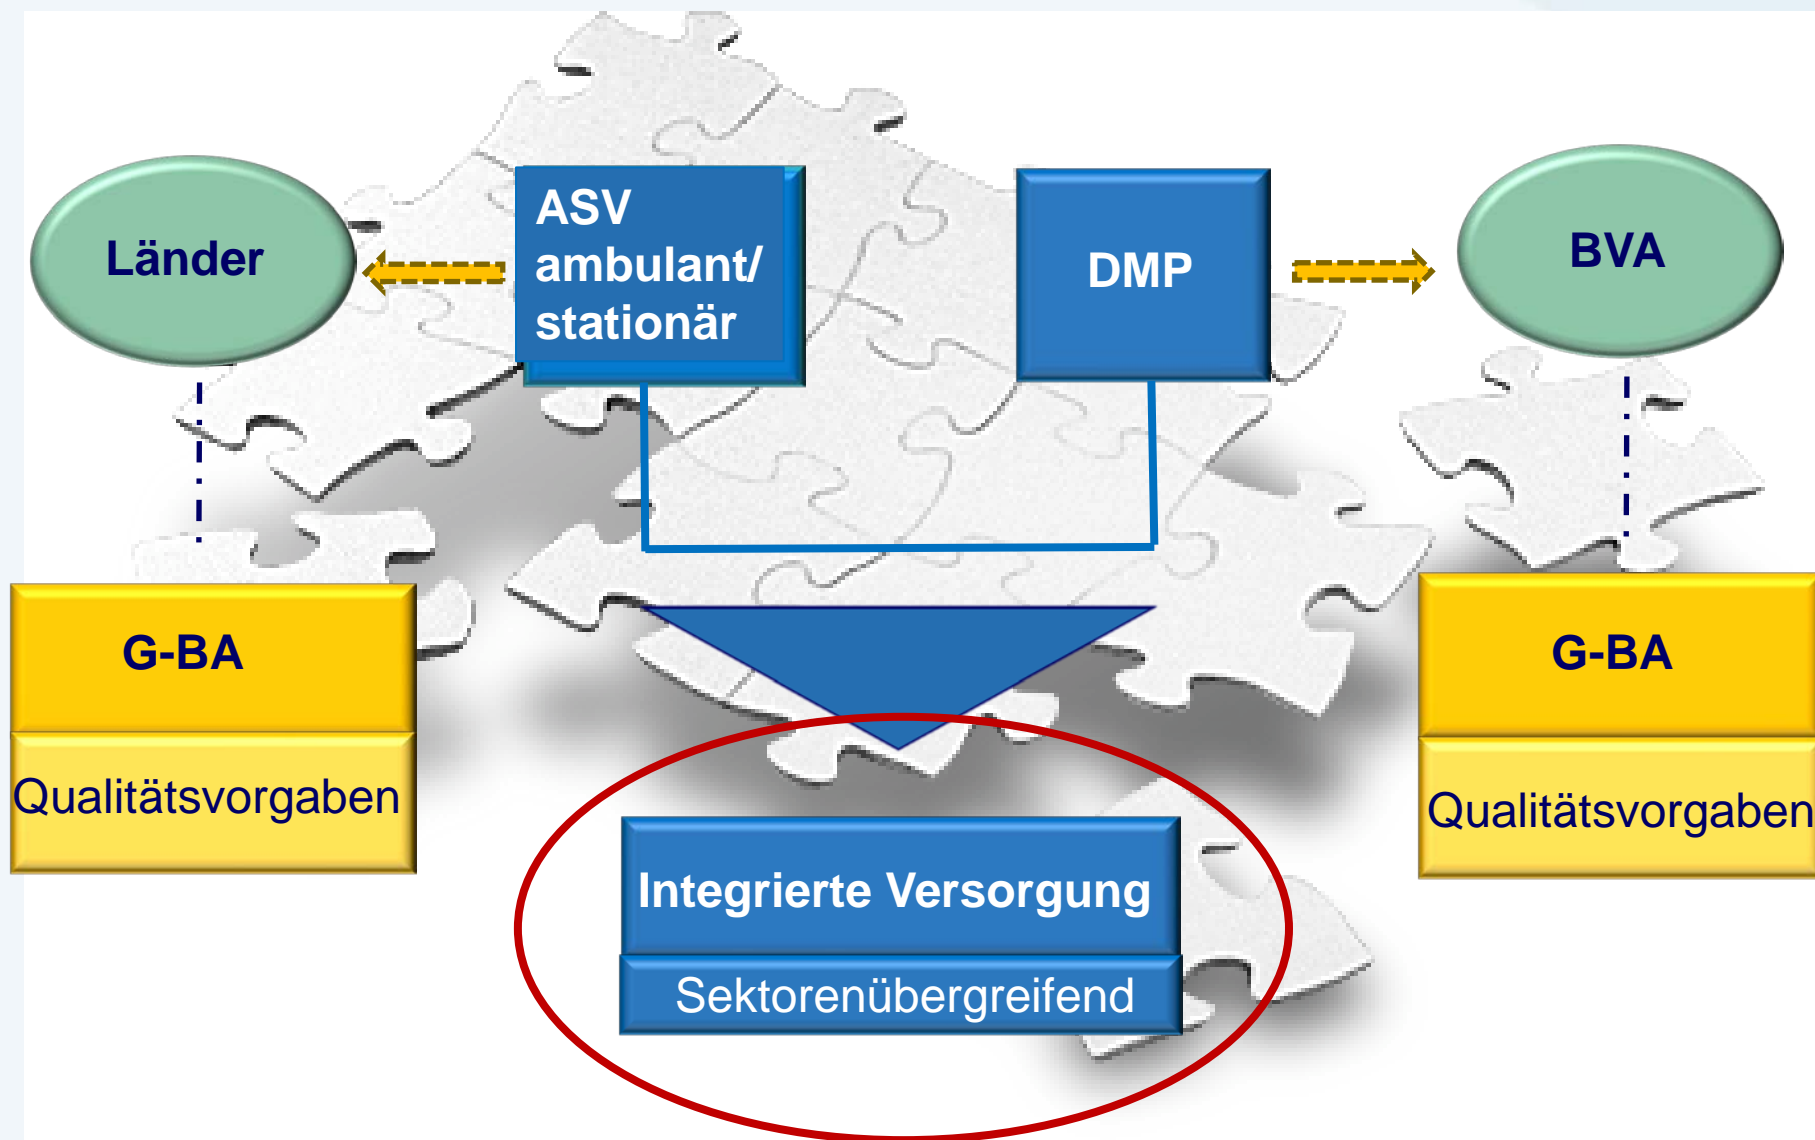 Länder
ASV
ambulant/
stationär
DMP
BVA
G-BA
Qualitätsvorgaben
G-BA
Qualitätsvorgaben
Integrierte Versorgung
Sektorenübergreifend